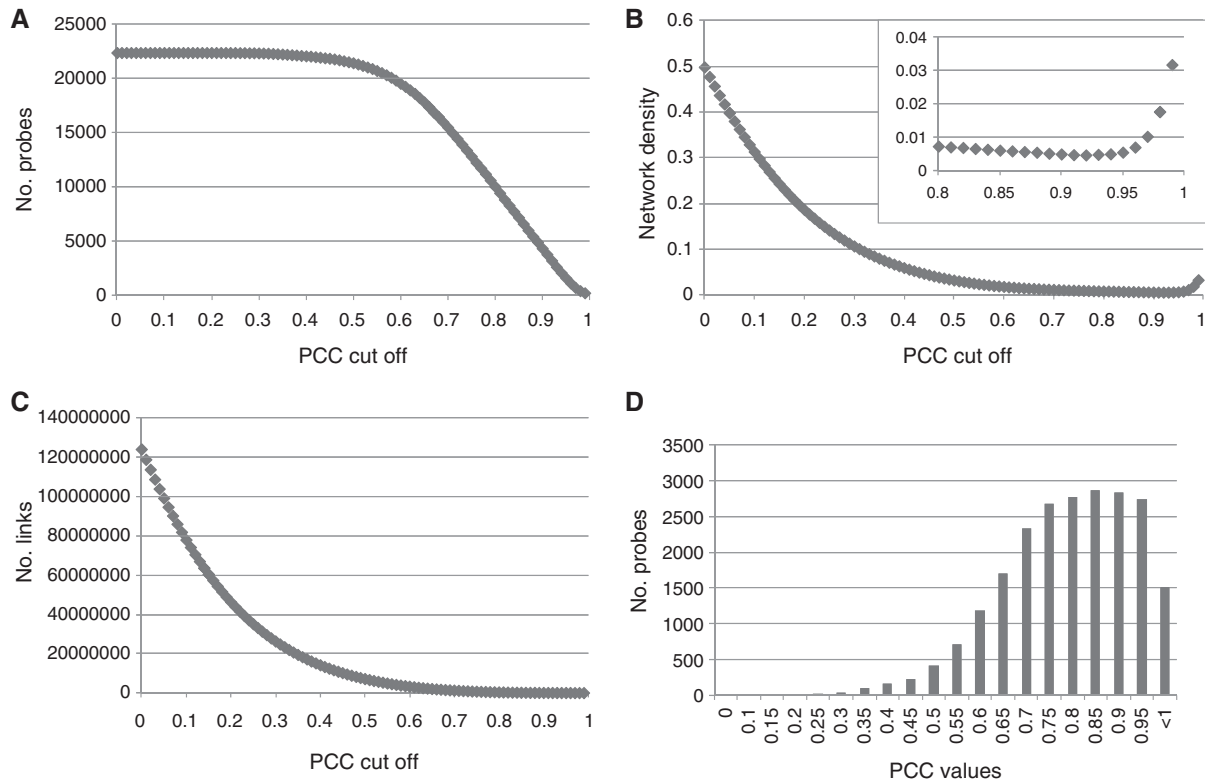 A
25000
20000
15000
10000
5000
0
No. probes
0 0.1 0.2 0.3 0.4 0.5 0.6 0.7 0.8 0.9 1
PCC cut off
B
0.6
0.5
0.4
0.3
0.2
0.1
0
Network density
0 0.1 0.2 0.3 0.4 0.5 0.6 0.7 0.8 0.9 1
PCC cut off
0.04
0.03
0.02
0.01
0
0.8 0.85 0.9 0.95 1
C
140000000
120000000
100000000
80000000
60000000
40000000
20000000
0
No. links
0 0.1 0.2 0.3 0.4 0.5 0.6 0.7 0.8 0.9 1
PCC cut off
D
3500
3000
2500
2000
1500
1000
500
0
No. probes
0 0.1 0.15 0.2 0.25 0.3 0.35 0.4 0.45 0.5 0.55 0.6 0.65 0.7 0.75 0.8 0.85 0.9 0.95 <1
PCC values